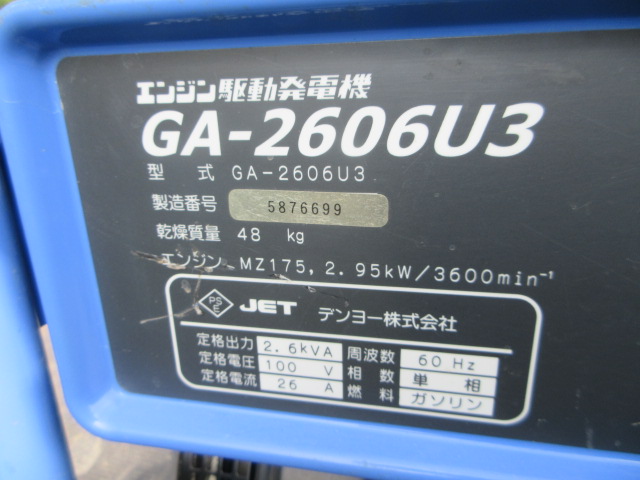 エンジン駆動発電機
GA-2606U3
型 式 GA-2606U3
製造番号 5876699
乾燥質量 48 kg
エンジン MZ175, 2.95kW/3600min⁻¹
PS E JET デンヨー株式会社
定格出力 2.6kVA 周波数 60 Hz
定格電圧 100 V 相 数 単 相
定格電流 26 A 燃 料 ガソリン